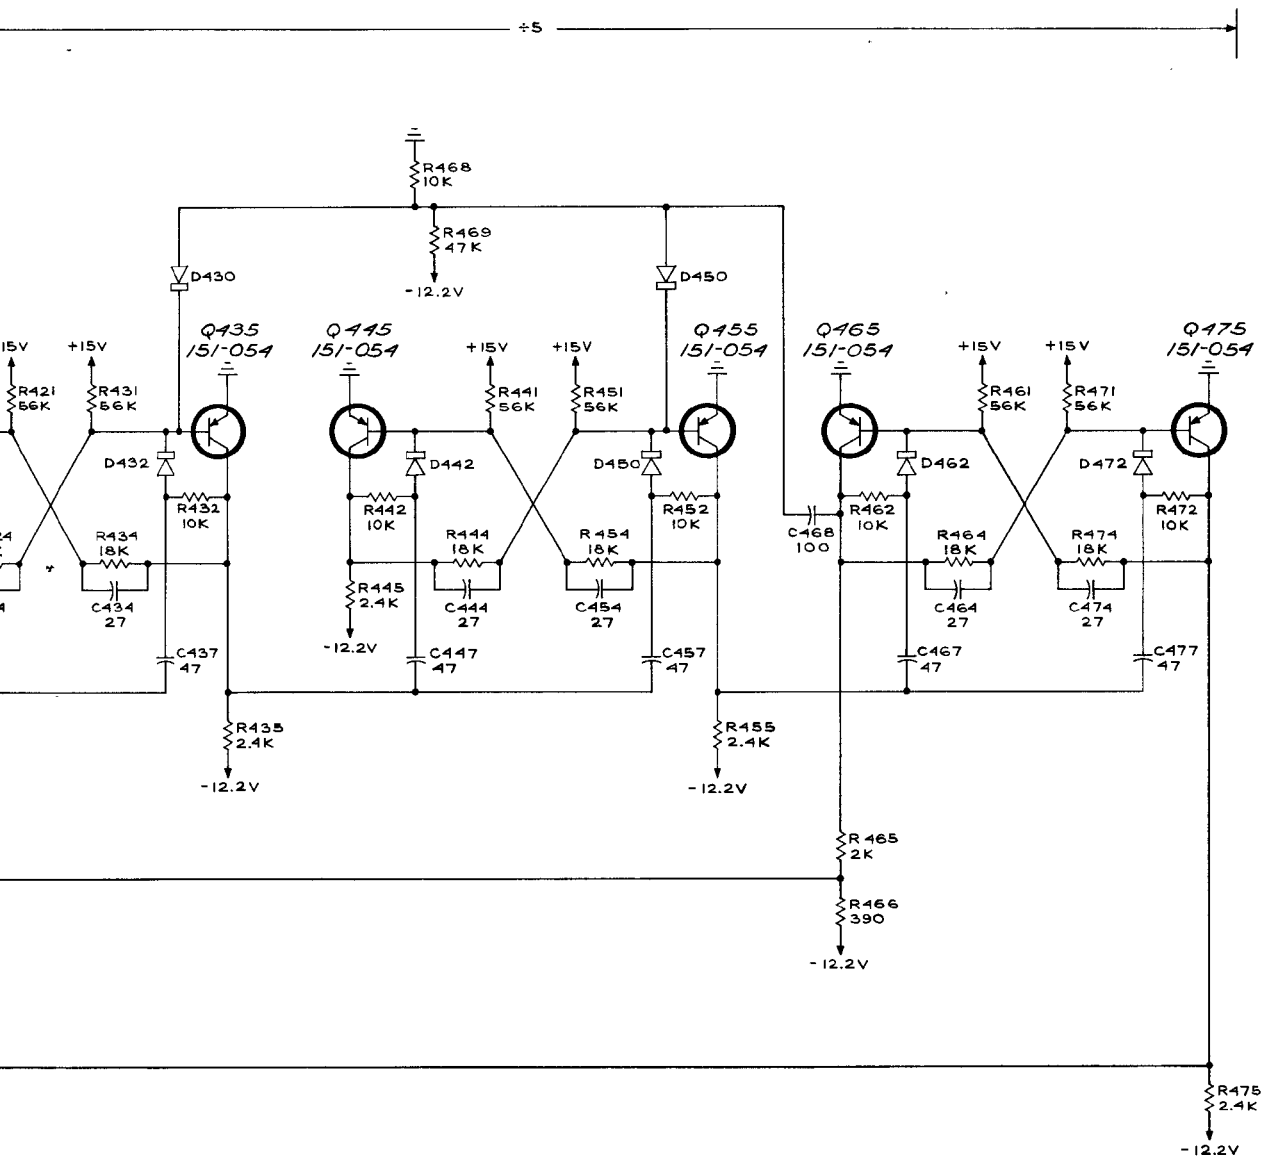 ÷5
R468
10K
R469
47K
-12.2V
D430
D450
Q435
151-054
Q445
151-054
Q455
151-054
Q465
151-054
Q475
151-054
15V
+15V
+15V
+15V
+15V
+15V
R421
56K
R431
56K
R441
56K
R451
56K
R461
56K
R471
56K
D432
D442
D450
D462
D472
R432
10K
R442
10K
R452
10K
C468
100
R462
10K
R472
10K
24
K
R434
18K
R444
18K
R454
18K
R464
18K
R474
18K
4
C434
27
R445
2.4K
-12.2V
C444
27
C454
27
C464
27
C474
27
C437
47
C447
47
C457
47
C467
47
C477
47
R435
2.4K
-12.2V
R455
2.4K
-12.2V
R465
2K
R466
390
-12.2V
R475
2.4K
-12.2V